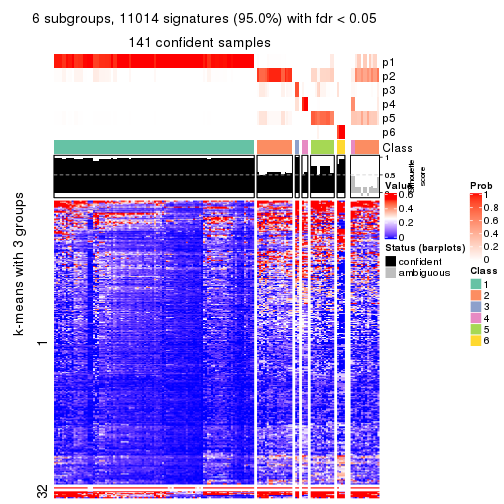 6 subgroups, 11014 signatures (95.0%) with fdr < 0.05
141 confident samples
p1
p2
p3
p4
p5
p6
Class
1
0.5
0
silhouette
score
k-means with 3 groups
1
32
Value
0.6
0.4
0.2
0
Status (barplots)
confident
ambiguous
Prob
1
0.8
0.6
0.4
0.2
0
Class
1
2
3
4
5
6